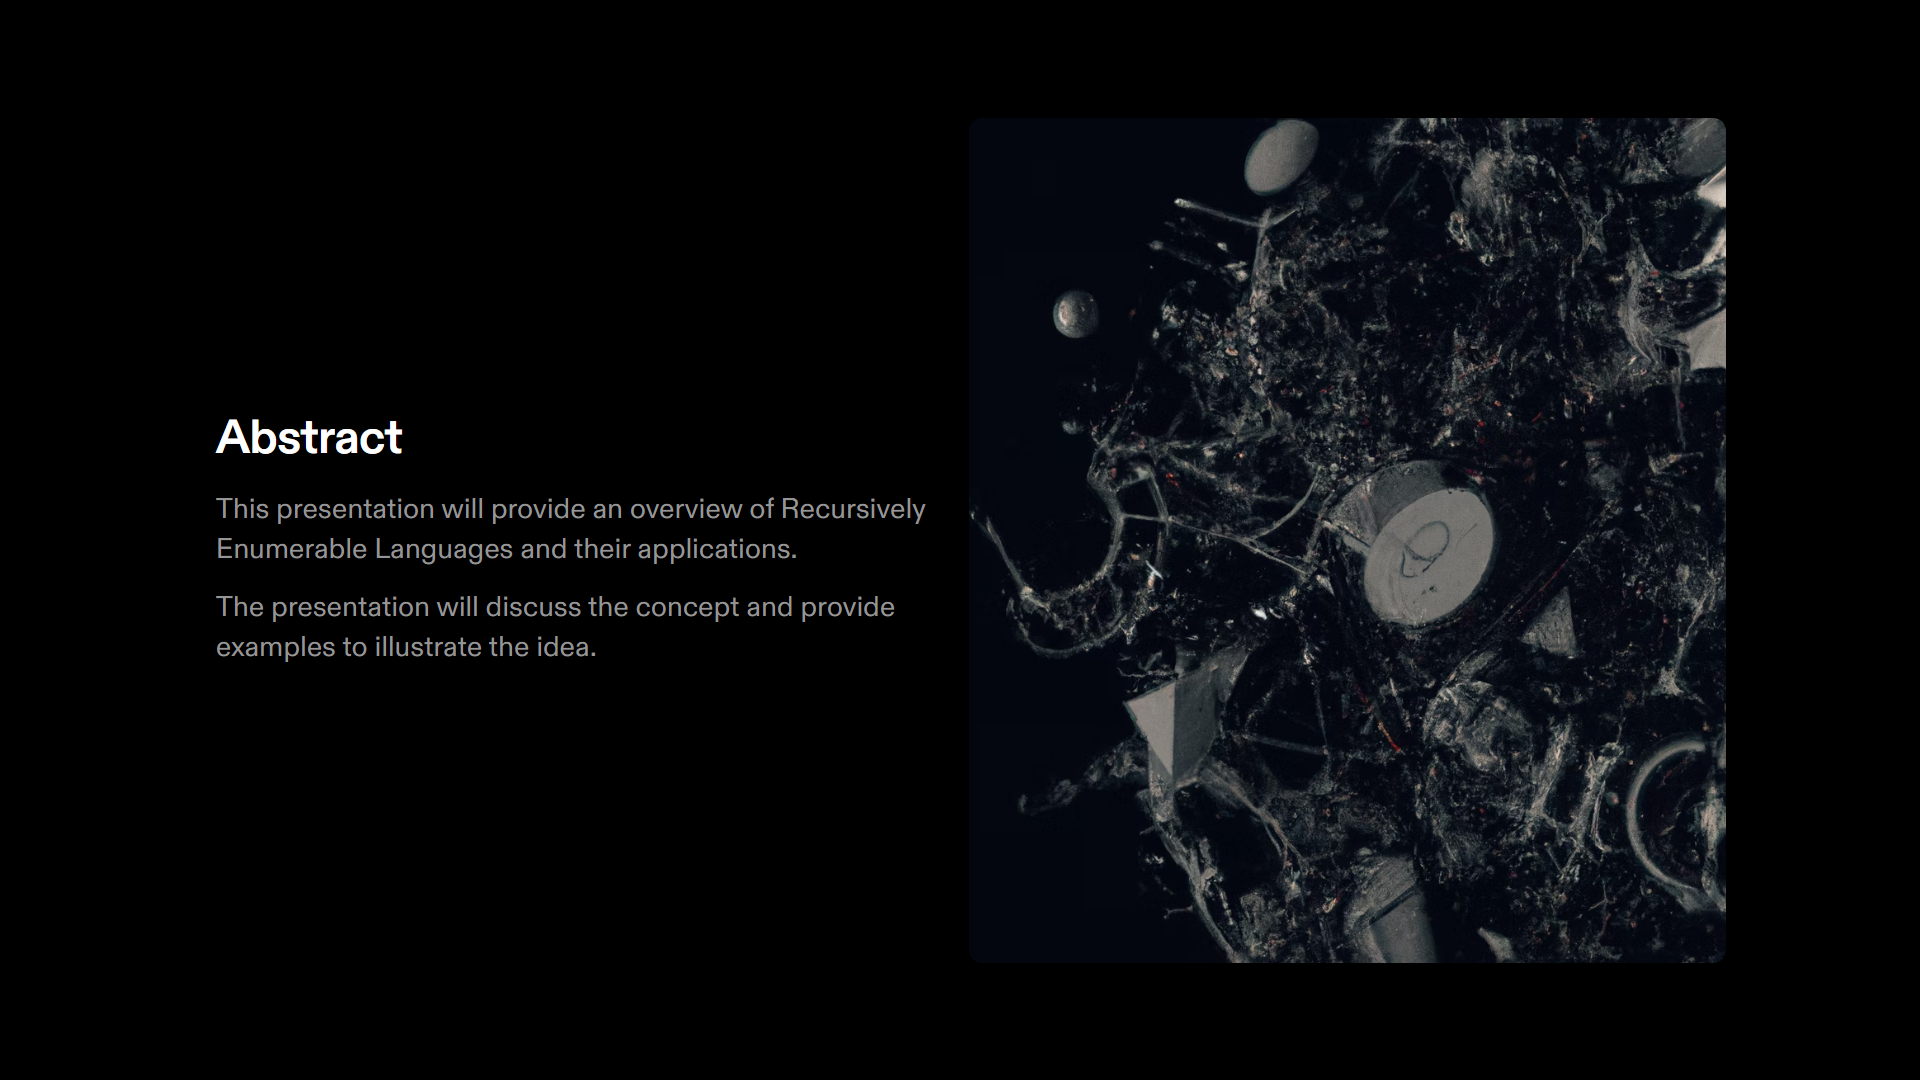 Abstract
This presentation will provide an overview of Recursively
Enumerable Languages and their applications.
The presentation will discuss the concept and provide
examples to illustrate the idea.